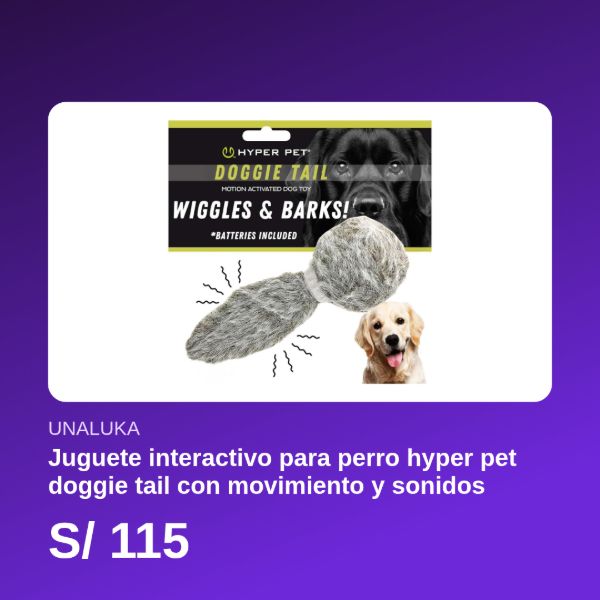 HYPER PET
DOGGIE TAIL
MOTION ACTIVATED DOG TOY
WIGGLES & BARKS!
*BATTERIES INCLUDED
UNALUKA
Juguete interactivo para perro hyper pet
doggie tail con movimiento y sonidos
S/ 115